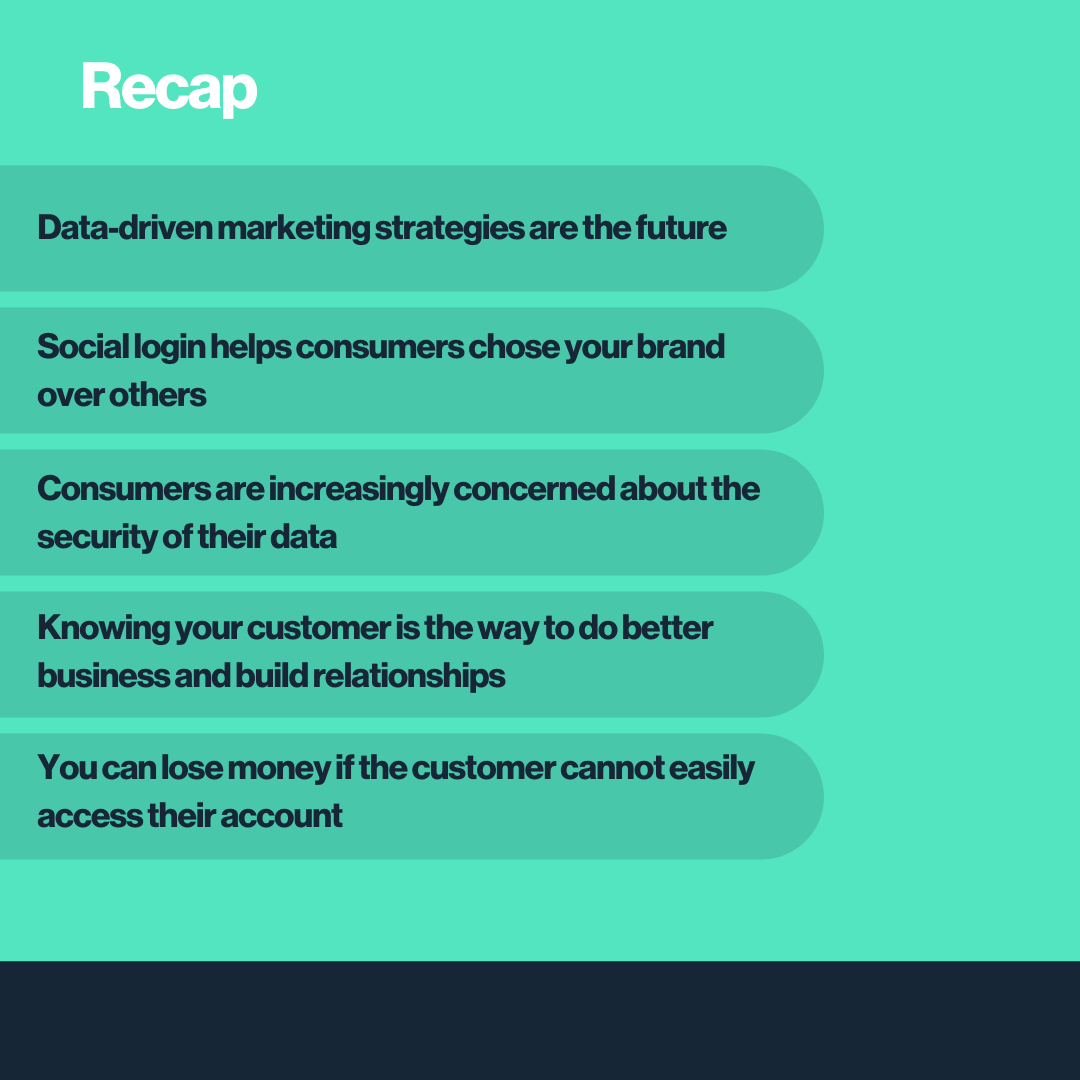 Recap
Data-driven marketing strategies are the future
Social login helps consumers chose your brand
over others
Consumers are increasingly concerned about the
security of their data
Knowing your customer is the way to do better
business and build relationships
You can lose money if the customer cannot easily
access their account